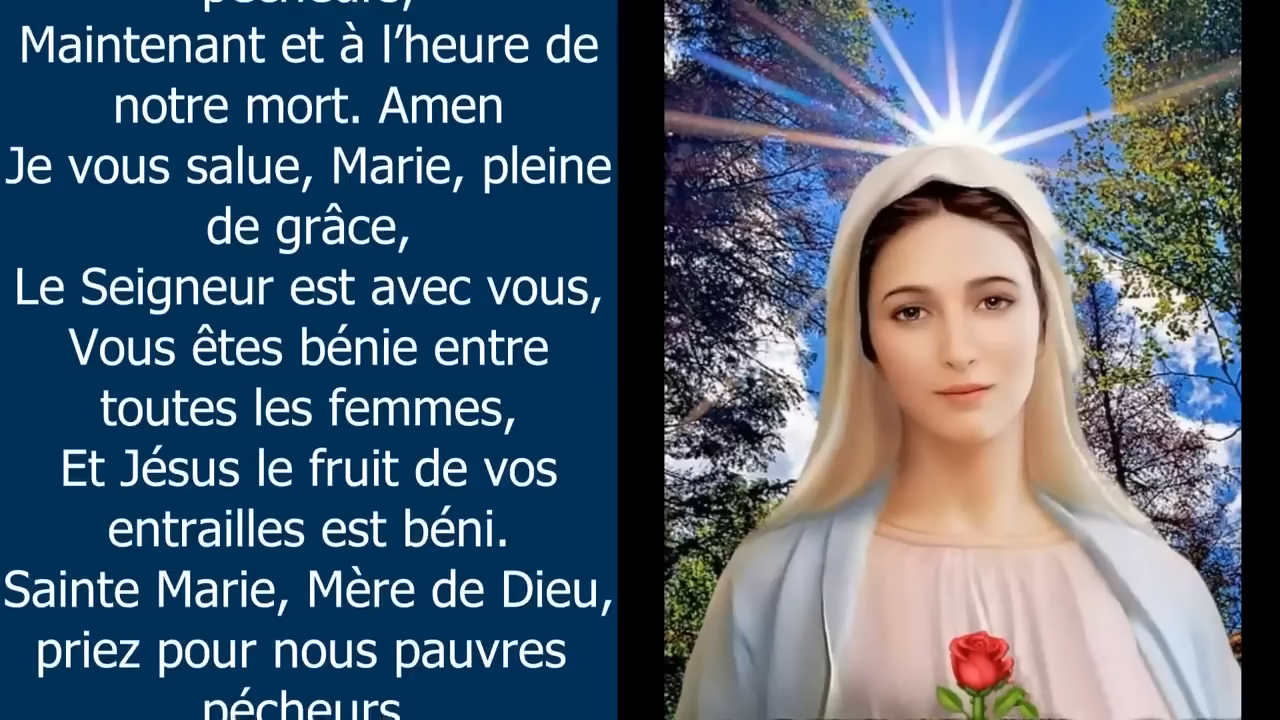 pécheurs,
Maintenant et à l’heure de
notre mort. Amen
Je vous salue, Marie, pleine
de grâce,
Le Seigneur est avec vous,
Vous êtes bénie entre
toutes les femmes,
Et Jésus le fruit de vos
entrailles est béni.
Sainte Marie, Mère de Dieu,
priez pour nous pauvres
pécheurs